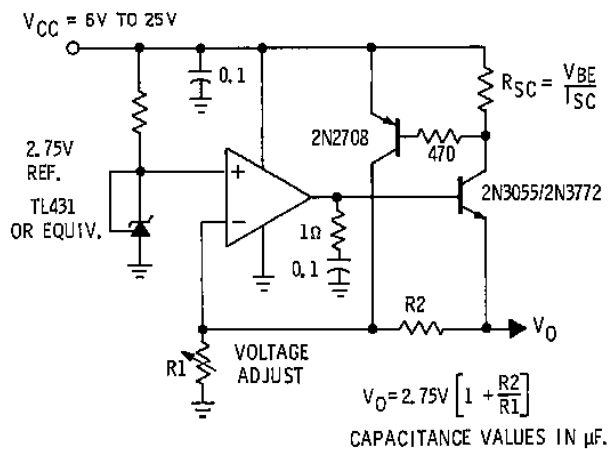 VCC = 6V TO 25V
0.1
RSC = VBE/ISC
2N2708
470
2.75V
REF.
TL431
OR EQUIV.
+
−
2N3055/2N3772
1Ω
0.1
R2
VO
R1
VOLTAGE
ADJUST
VO = 2.75V [1 + R2/R1]
CAPACITANCE VALUES IN µF.